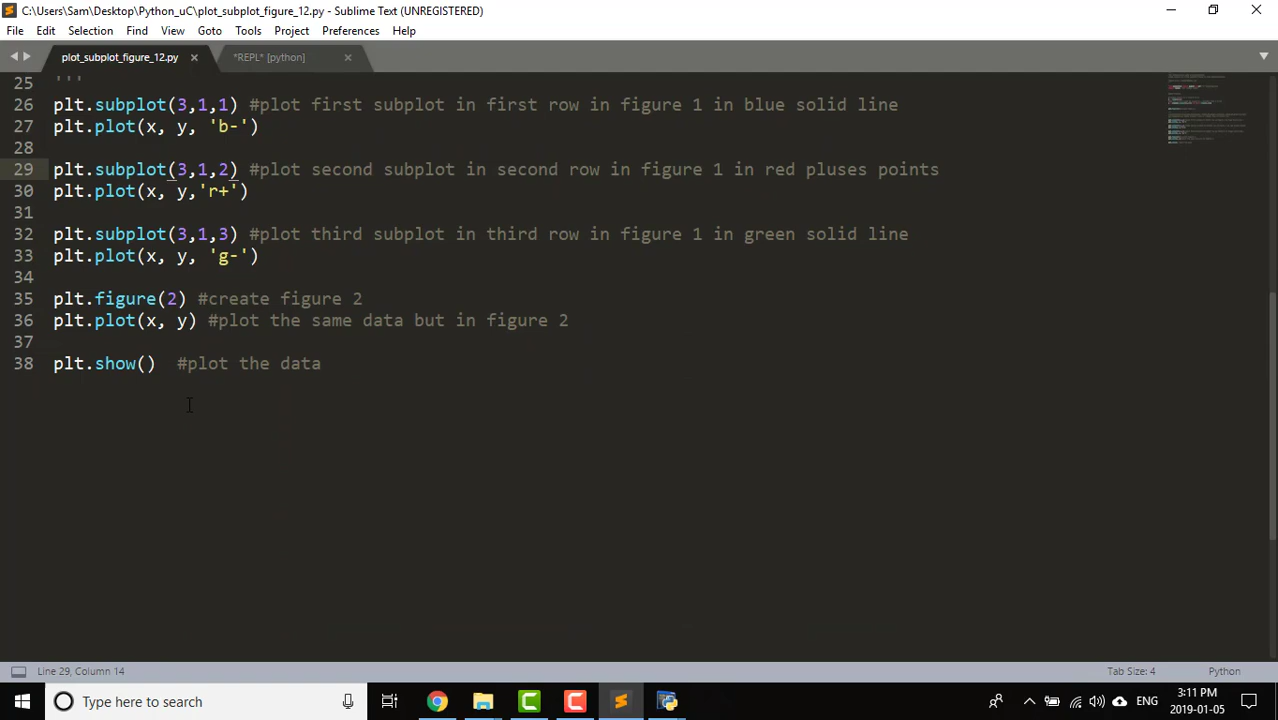 C:\Users\Sam\Desktop\Python_uC\plot_subplot_figure_12.py - Sublime Text (UNREGISTERED)
File Edit Selection Find View Goto Tools Project Preferences Help
plot_subplot_figure_12.py × *REPL* [python] ×
25 '''
26 plt.subplot(3,1,1) #plot first subplot in first row in figure 1 in blue solid line
27 plt.plot(x, y, 'b-')
28
29 plt.subplot(3,1,2) #plot second subplot in second row in figure 1 in red pluses points
30 plt.plot(x, y,'r+')
31
32 plt.subplot(3,1,3) #plot third subplot in third row in figure 1 in green solid line
33 plt.plot(x, y, 'g-')
34
35 plt.figure(2) #create figure 2
36 plt.plot(x, y) #plot the same data but in figure 2
37
38 plt.show()  #plot the data
Line 29, Column 14 Tab Size: 4 Python
Type here to search ENG 3:11 PM
2019-01-05